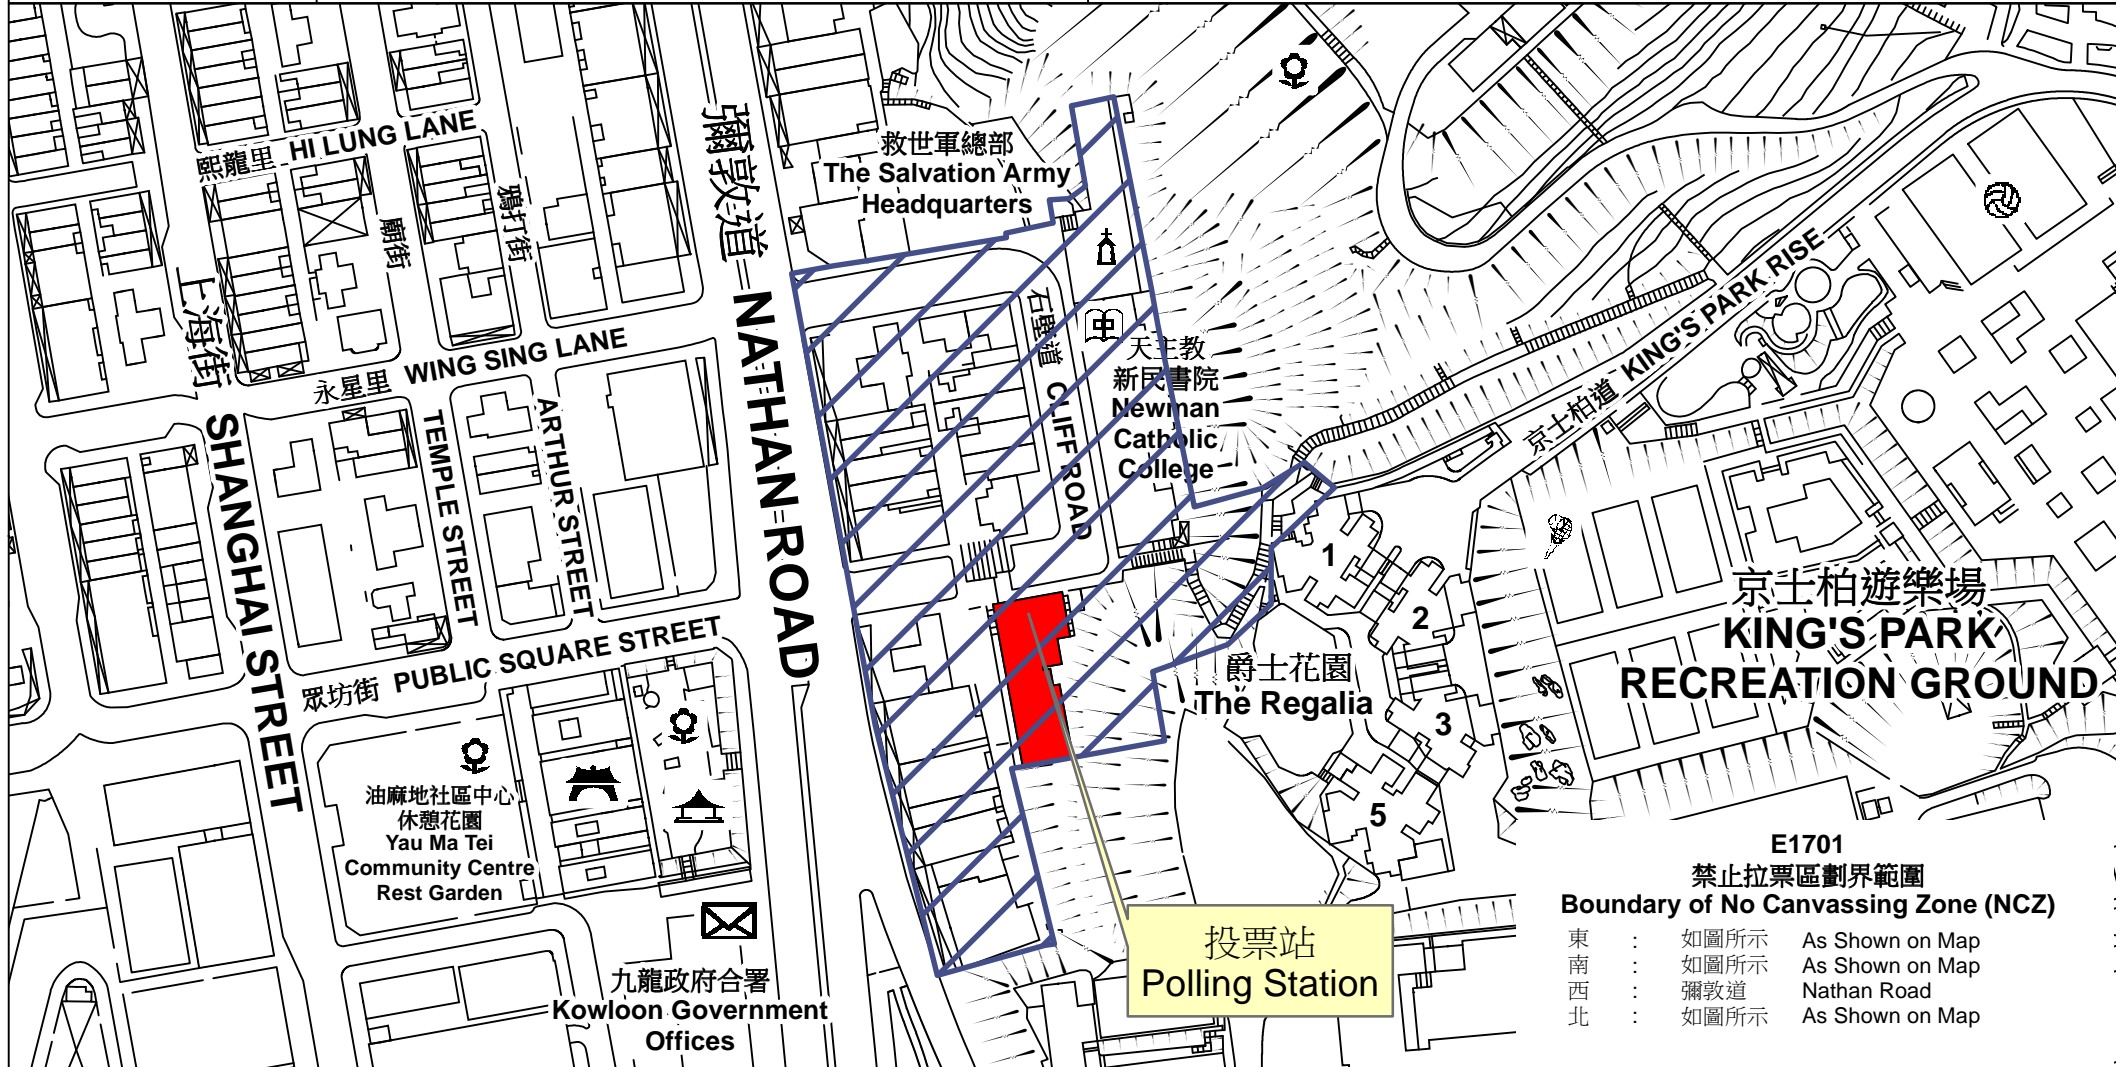 熙龍里 HI LUNG LANE
廟街
鴉打街
彌敦道 NATHAN ROAD
救世軍總部
The Salvation Army
Headquarters
上海街 SHANGHAI STREET
永星里 WING SING LANE
TEMPLE STREET
ARTHUR STREET
石壁道 CLIFF ROAD
中
天主教
新民書院
Newman
Catholic
College
京士柏道 KING'S PARK RISE
眾坊街 PUBLIC SQUARE STREET
1
2
3
5
爵士花園
The Regalia
京士柏遊樂場
KING'S PARK
RECREATION GROUND
油麻地社區中心
休憩花園
Yau Ma Tei
Community Centre
Rest Garden
九龍政府合署
Kowloon Government
Offices
投票站
Polling Station
E1701
禁止拉票區劃界範圍
Boundary of No Canvassing Zone (NCZ)
東 : 如圖所示 As Shown on Map
南 : 如圖所示 As Shown on Map
西 : 彌敦道 Nathan Road
北 : 如圖所示 As Shown on Map